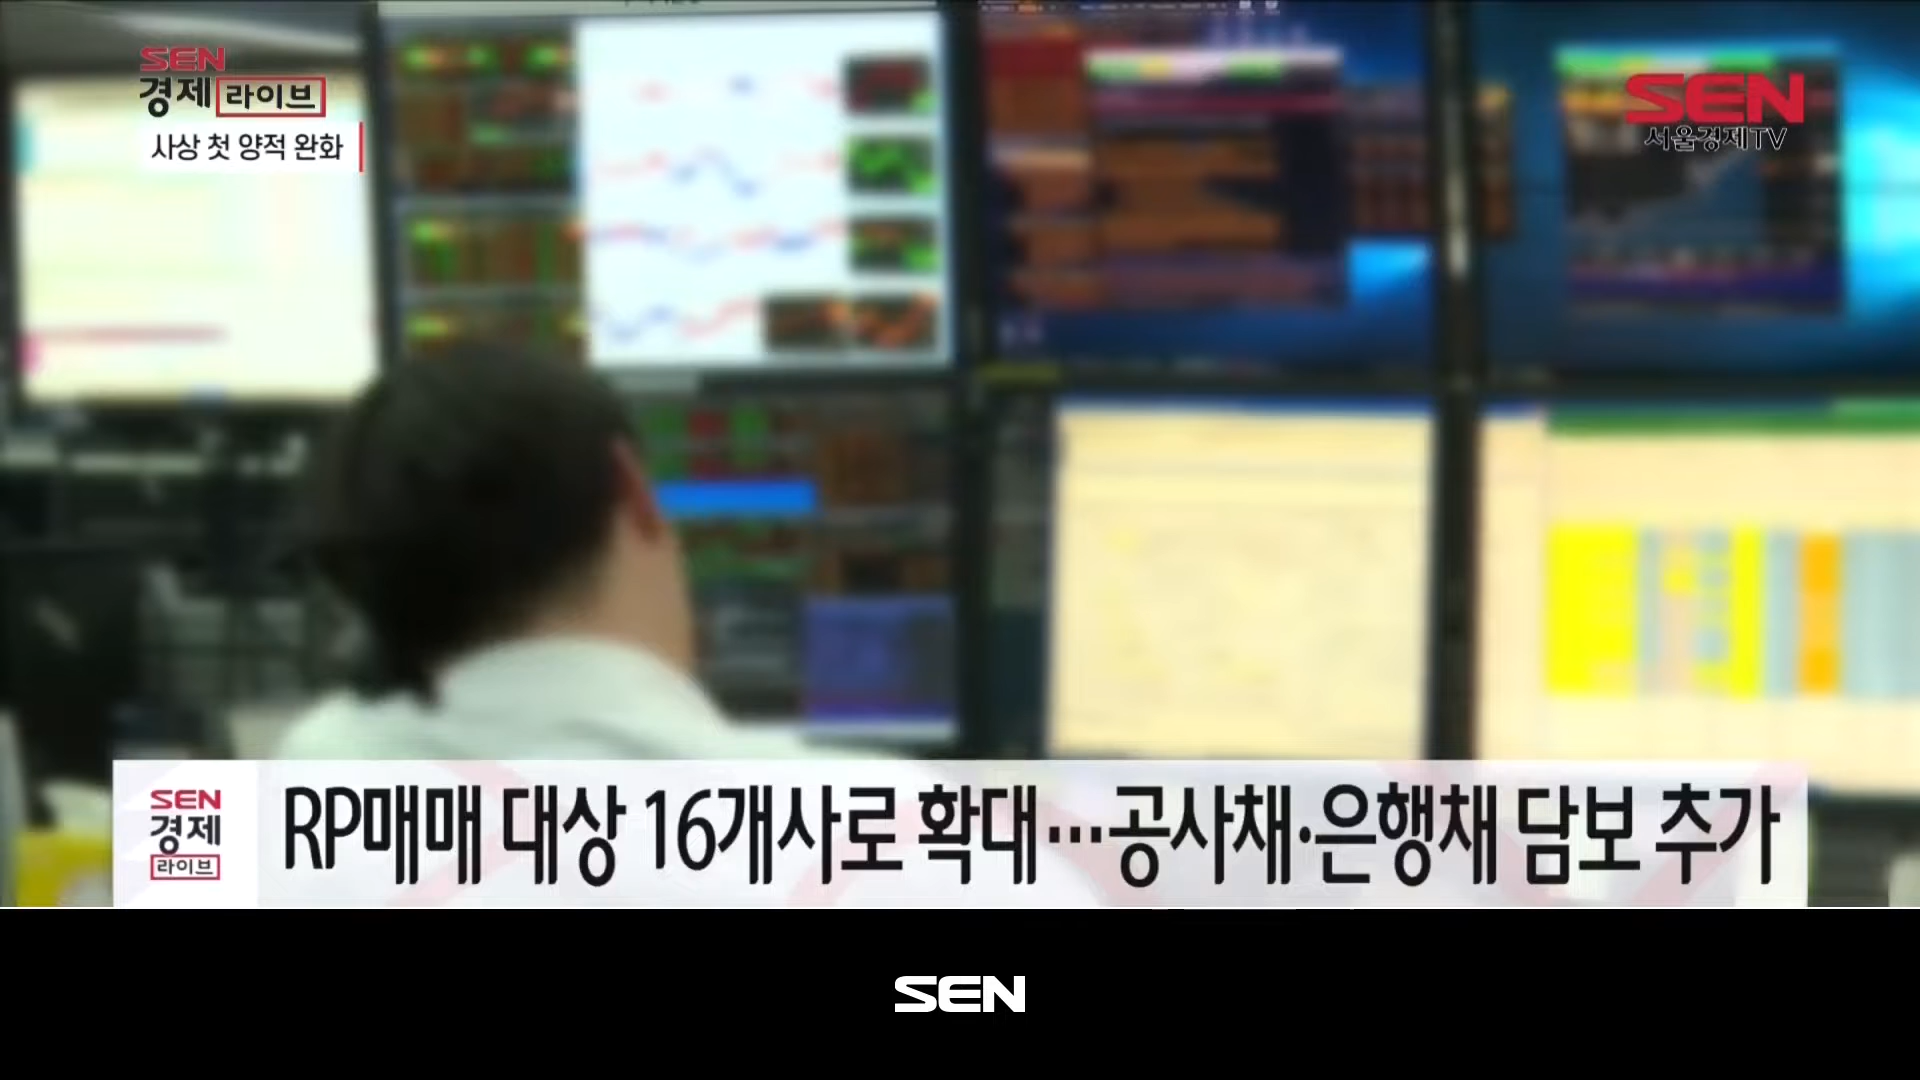 SEN
경제 라이브
사상 첫 양적 완화
SEN
서울경제TV
SEN
경제
라이브
RP매매 대상 16개사로 확대…공사채·은행채 담보 추가
SEN